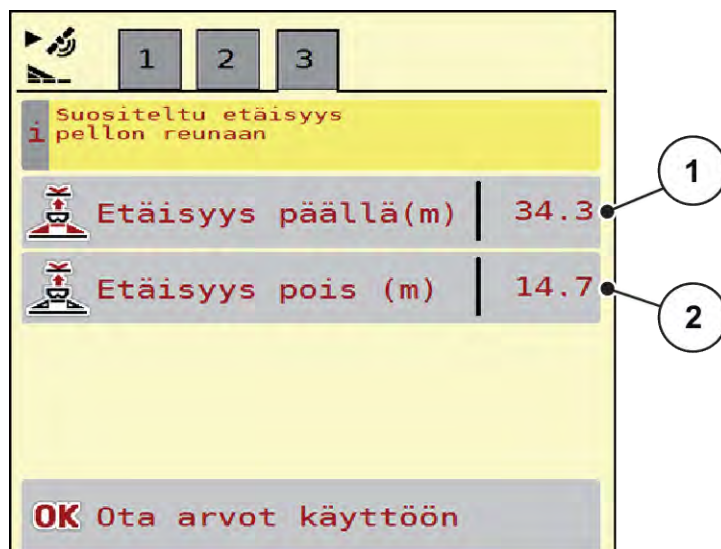 1 2 3
i Suositeltu etäisyys
pellon reunaan
Etäisyys päällä(m) 34.3
1
Etäisyys pois (m) 14.7
2
OK Ota arvot käyttöön